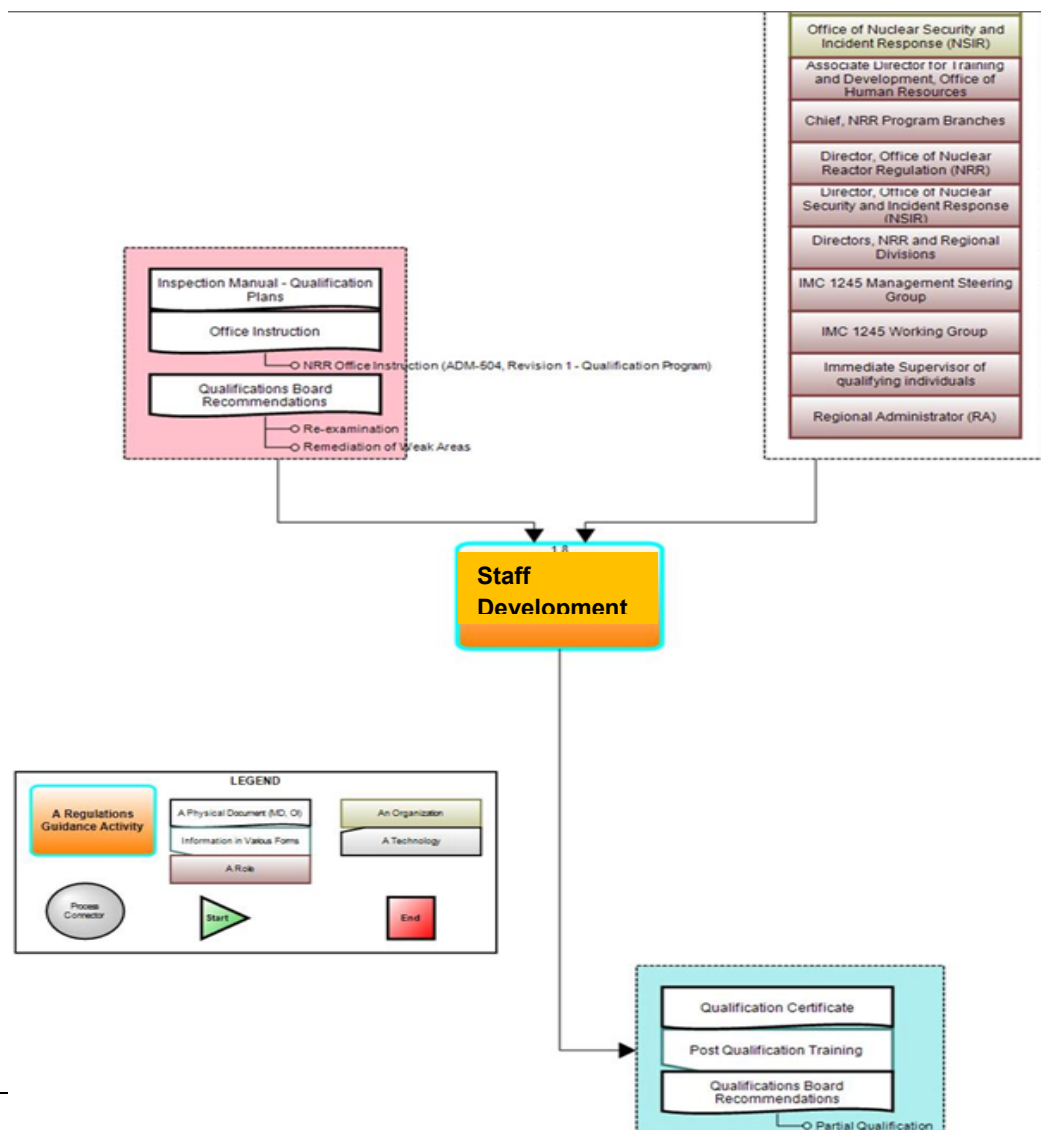 Office of Nuclear Security and
Incident Response (NSIR)
Associate Director for Training
and Development, Office of
Human Resources
Chief, NRR Program Branches
Director, Office of Nuclear
Reactor Regulation (NRR)
Director, Office of Nuclear
Security and Incident Response
(NSIR)
Directors, NRR and Regional
Divisions
IMC 1245 Management Steering
Group
IMC 1245 Working Group
Immediate Supervisor of
qualifying individuals
Regional Administrator (RA)
Inspection Manual - Qualification
Plans
Office Instruction
NRR Office Instruction (ADM-504, Revision 1 - Qualification Program)
Qualifications Board
Recommendations
Re-examination
Remediation of Weak Areas
1.8
Staff
Development
LEGEND
A Regulations
Guidance Activity
A Physical Document (MD, OI)
Information in Various Forms
A Role
An Organization
A Technology
Process
Connector
Start
End
Qualification Certificate
Post Qualification Training
Qualifications Board
Recommendations
Partial Qualification